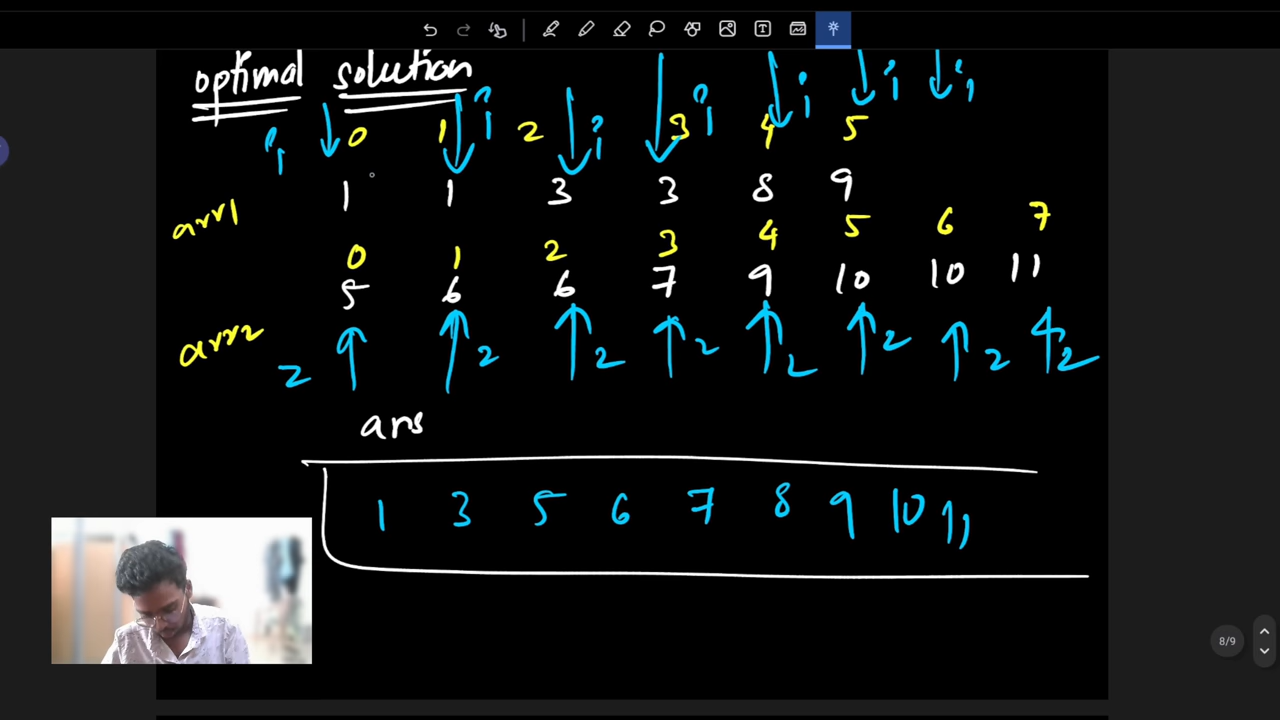 optimal solution
i i i i i i i
0 1 2 3 4 5
1 1 3 3 8 9
arr1
0 1 2 3 4 5 6 7
5 6 6 7 9 10 10 11
arr2
2 2 2 2 2 2 2 2
ans
1 3 5 6 7 8 9 10 11
8/9